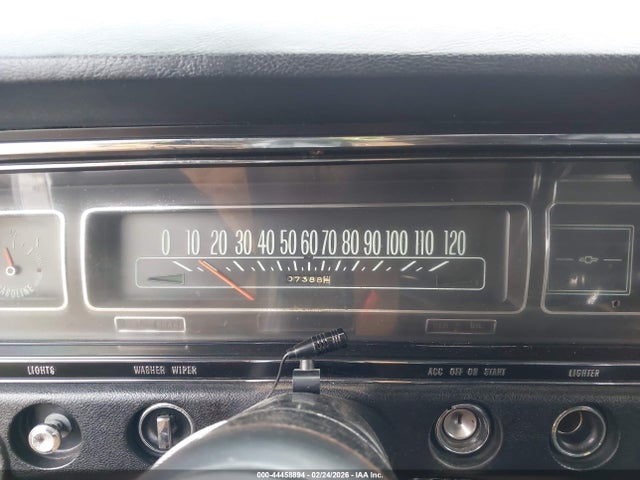 0 10 20 30 40 50 60 70 80 90 100 110 120
07388
LIGHTS WASHER WIPER ACC OFF ON START LIGHTER
000-44458894 | 02/24/2026 - IAA Inc.